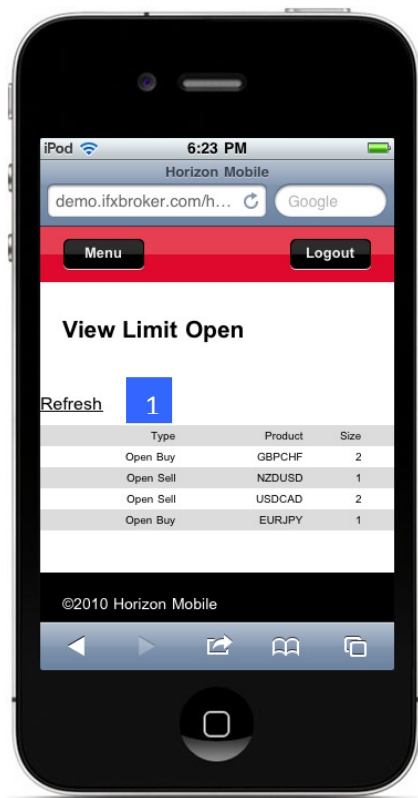 iPod 6:23 PM
Horizon Mobile
demo.ifxbroker.com/h... Google
Menu Logout
View Limit Open
Refresh 1
Type Product Size
Open Buy GBPCHF 2
Open Sell NZDUSD 1
Open Sell USDCAD 2
Open Buy EURJPY 1
©2010 Horizon Mobile